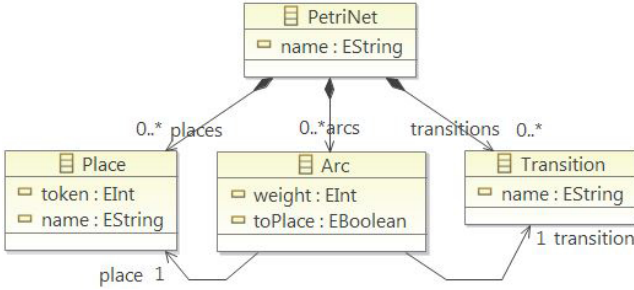 PetriNet
name : EString
0..* places
0..*arcs
transitions 0..*
Place
token : EInt
name : EString
Arc
weight : EInt
toPlace : EBoolean
Transition
name : EString
place 1
1 transition